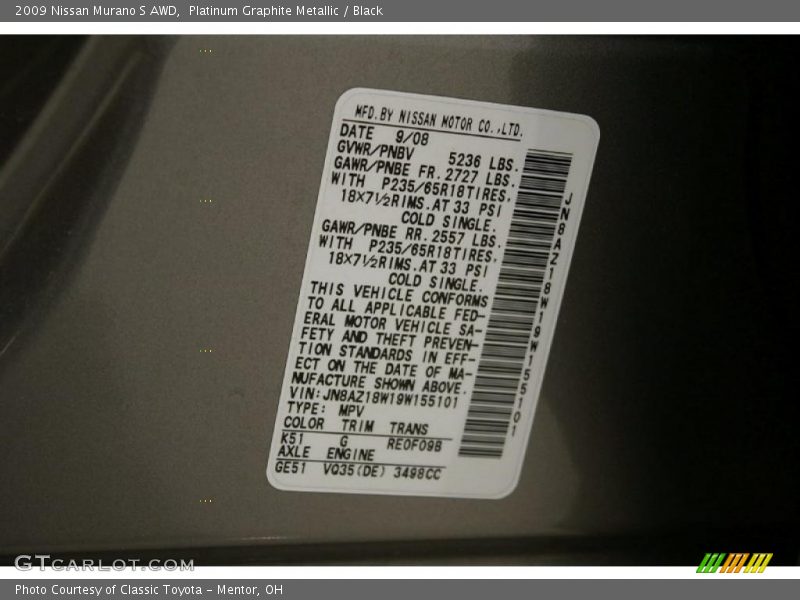 2009 Nissan Murano S AWD, Platinum Graphite Metallic / Black
MFD.BY NISSAN MOTOR CO.,LTD.
DATE 9/08
GVWR/PNBV 5236 LBS.
GAWR/PNBE FR. 2727 LBS.
WITH P235/65R18TIRES,
18×7½RIMS.AT 33 PSI
COLD SINGLE.
GAWR/PNBE RR. 2557 LBS.
WITH P235/65R18TIRES,
18×7½RIMS.AT 33 PSI
COLD SINGLE.
THIS VEHICLE CONFORMS
TO ALL APPLICABLE FED-
ERAL MOTOR VEHICLE SA-
FETY AND THEFT PREVEN-
TION STANDARDS IN EFF-
ECT ON THE DATE OF MA-
NUFACTURE SHOWN ABOVE.
VIN:JN8AZ18W19W155101
TYPE: MPV
COLOR TRIM TRANS
K51 G RE0F09B
AXLE ENGINE
GE51 VQ35(DE) 3498CC
JN8AZ18W19W155101
GTCARLOT.COM
Photo Courtesy of Classic Toyota - Mentor, OH